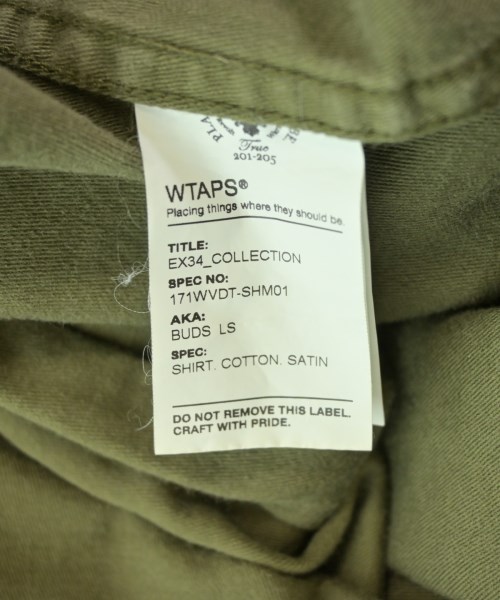 True
201-205
WTAPS®
Placing things where they should be.
TITLE:
EX34_COLLECTION
SPEC NO:
171WVDT-SHM01
AKA:
BUDS LS
SPEC:
SHIRT. COTTON. SATIN
DO NOT REMOVE THIS LABEL.
CRAFT WITH PRIDE.